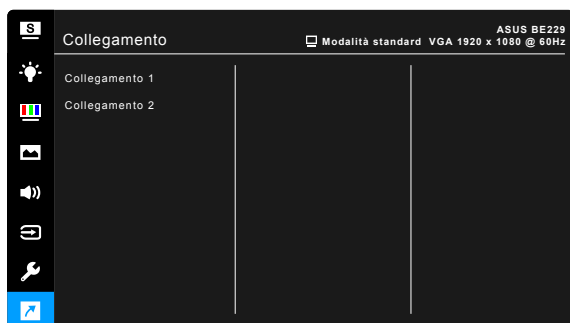 S
ASUS BE229
Collegamento
Modalità standard VGA 1920 x 1080 @ 60Hz
Collegamento 1
Collegamento 2